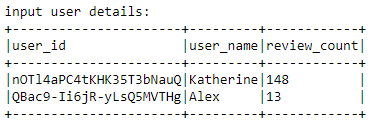 input user details:
+----------------------+---------+------------+
|user_id               |user_name|review_count|
+----------------------+---------+------------+
|nOTl4aPC4tKHK35T3bNauQ|Katherine|148         |
|QBac9-Ii6jR-yLsQ5MVTHg|Alex     |13          |
+----------------------+---------+------------+